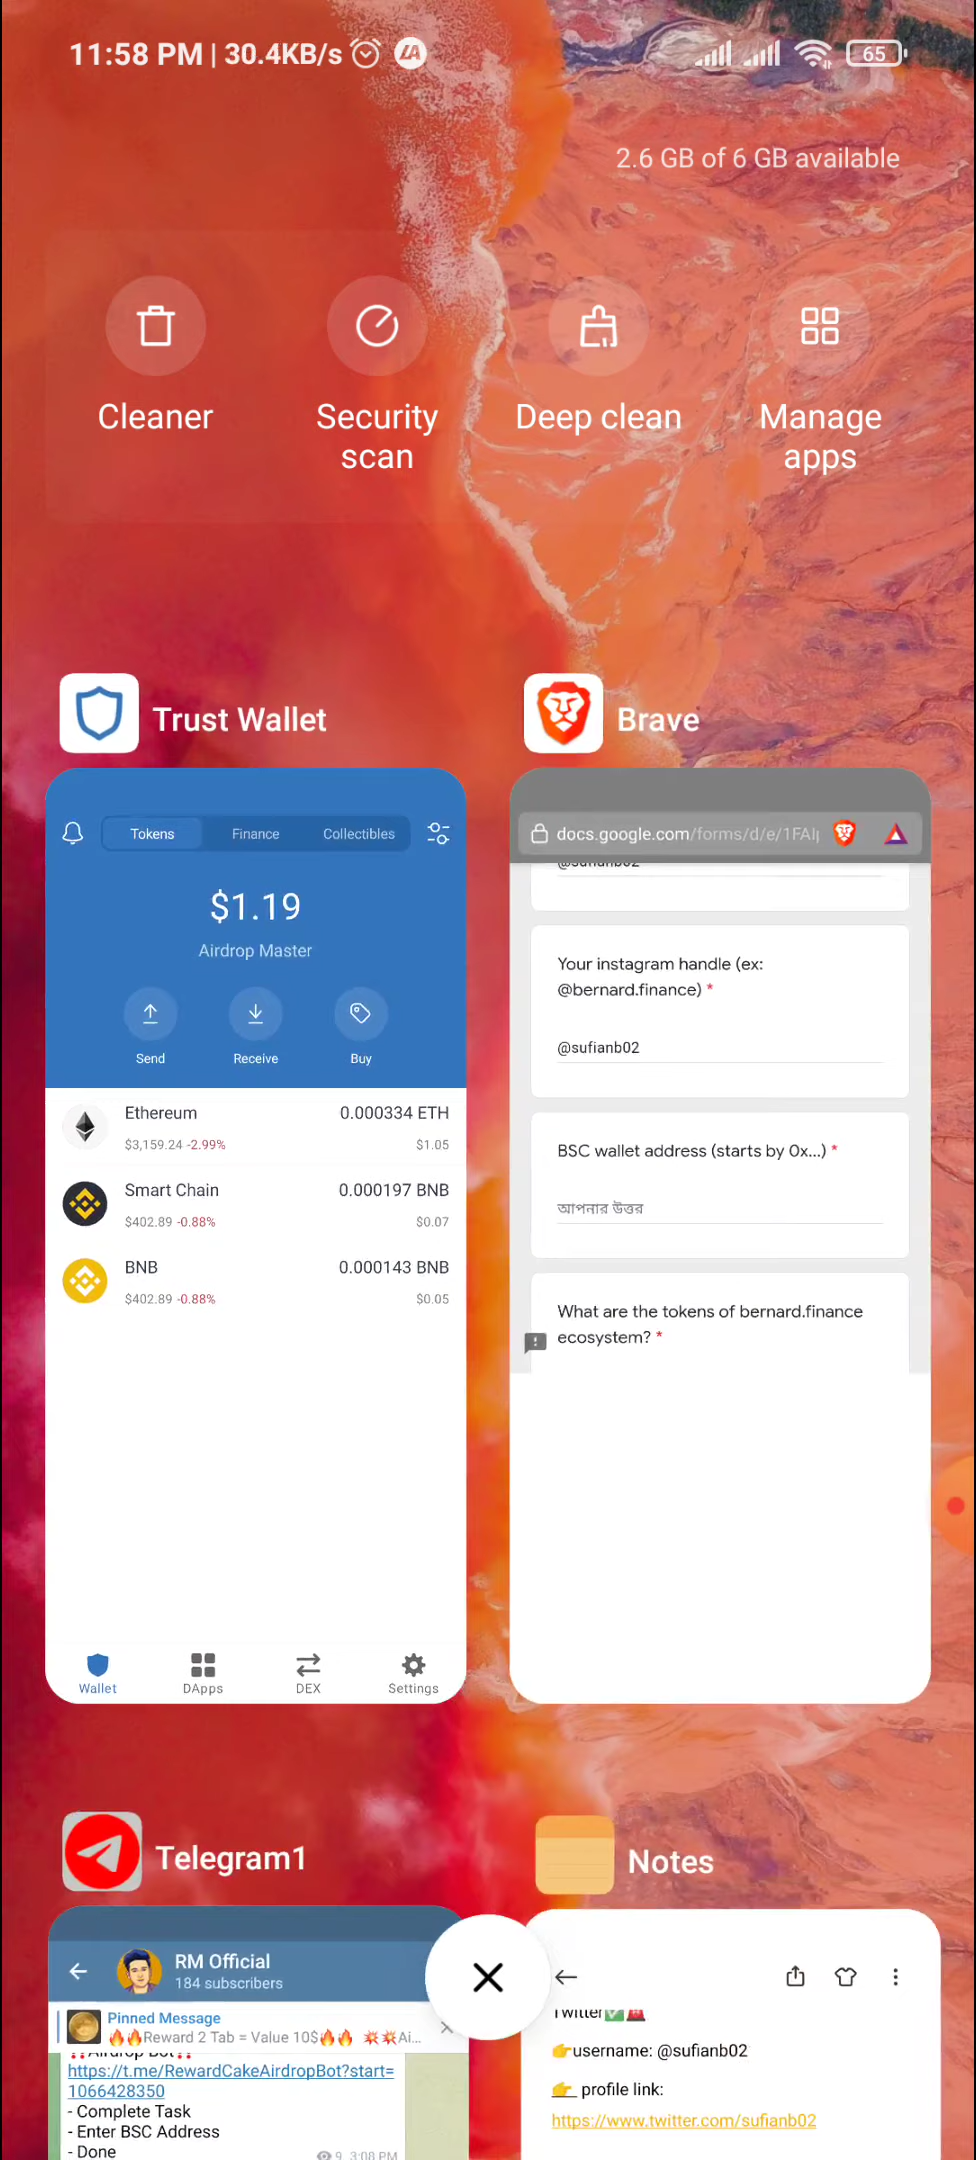 11:58 PM | 30.4KB/s
65
2.6 GB of 6 GB available
Cleaner
Security
scan
Deep clean
Manage
apps
Trust Wallet
Tokens
Finance
Collectibles
$1.19
Airdrop Master
Send
Receive
Buy
Ethereum
0.000334 ETH
$3,159.24 -2.99%
$1.05
Smart Chain
0.000197 BNB
$402.89 -0.88%
$0.07
BNB
0.000143 BNB
$402.89 -0.88%
$0.05
Wallet
DApps
DEX
Settings
Brave
docs.google.com/forms/d/e/1FAIp
@sufianb02
Your instagram handle (ex:
@bernard.finance) *
@sufianb02
BSC wallet address (starts by 0x...) *
আপনার উত্তর
What are the tokens of bernard.finance
ecosystem? *
Telegram1
RM Official
184 subscribers
Pinned Message
🔥🔥Reward 2 Tab = Value 10$🔥🔥 💥💥Ai...
‼️Airdrop Bot‼️
https://t.me/RewardCakeAirdropBot?start=
1066428350
- Complete Task
- Enter BSC Address
- Done
9 3:08 PM
Notes
Twitter✅🚨
👉username: @sufianb02
👉 profile link:
https://www.twitter.com/sufianb02